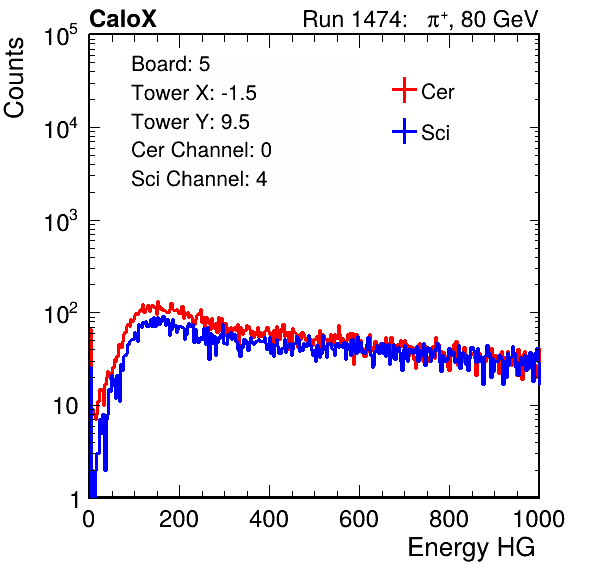 CaloX Run 1474: π⁺, 80 GeV
Board: 5
Tower X: -1.5
Tower Y: 9.5
Cer Channel: 0
Sci Channel: 4
Cer
Sci
Counts
10⁵
10⁴
10³
10²
10
1
0 200 400 600 800 1000
Energy HG